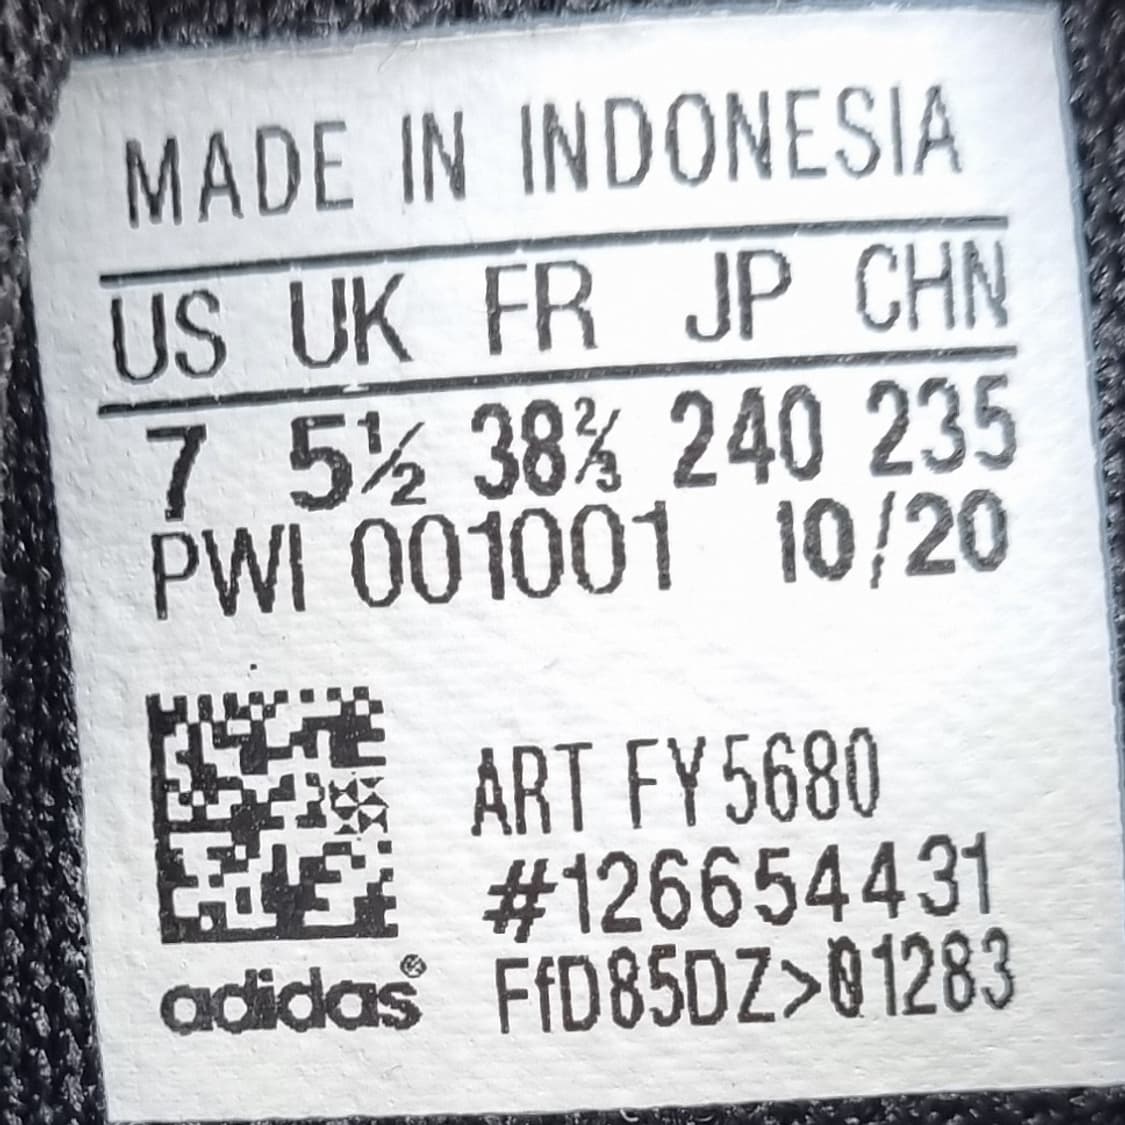 MADE IN INDONESIA
US UK FR JP CHN
7 5½ 38⅔ 240 235
PWI 001001 10/20
ART FY5680
#126654431
adidas® FfD85DZ>01283